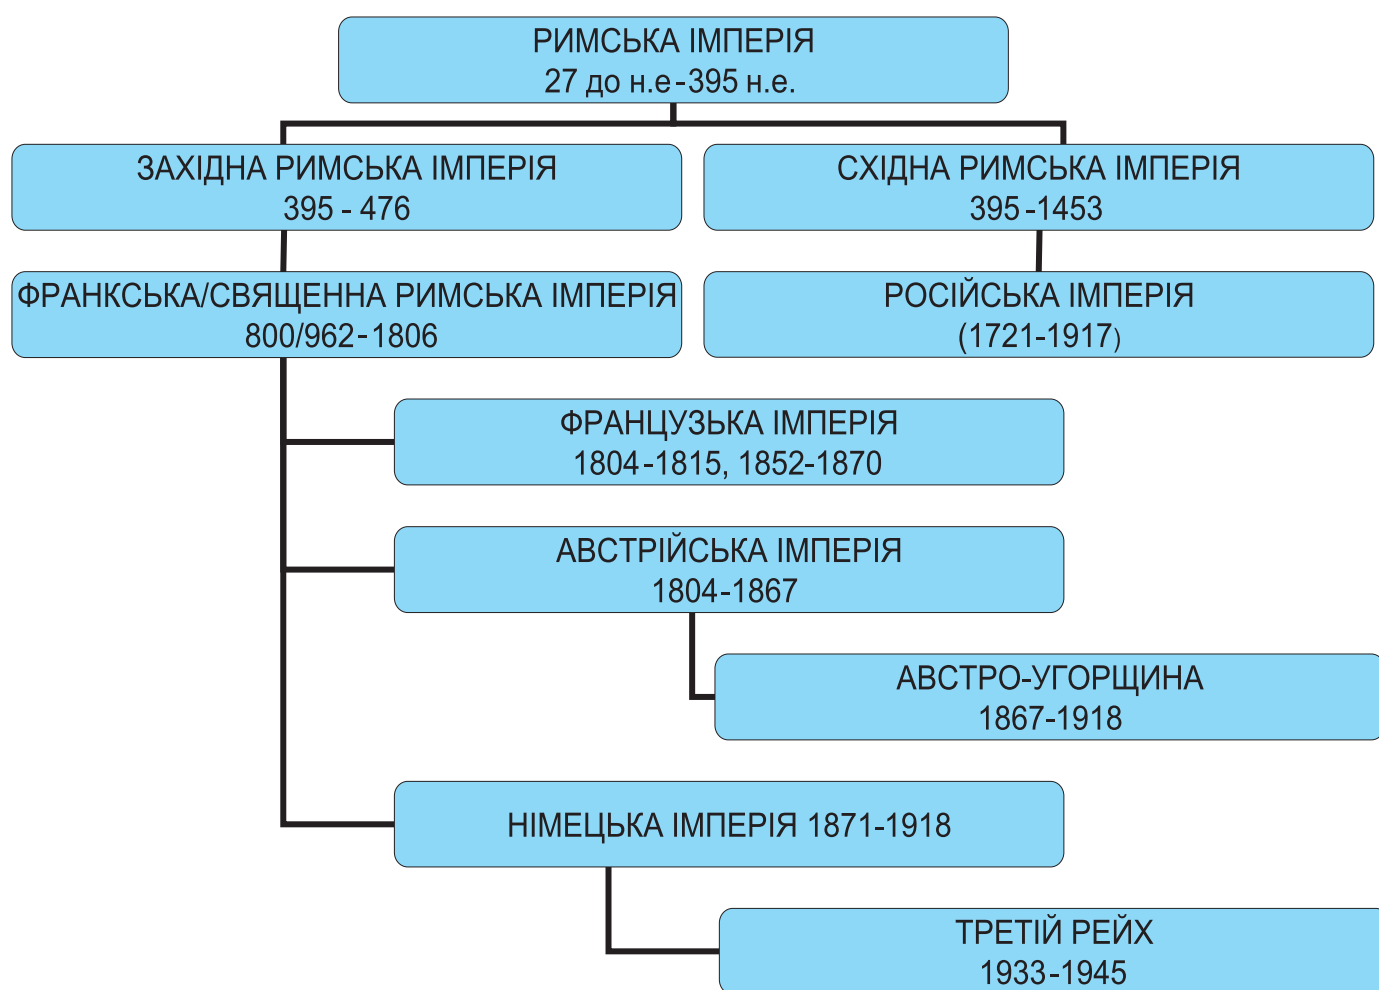 РИМСЬКА ІМПЕРІЯ
27 до н.е-395 н.е.
ЗАХІДНА РИМСЬКА ІМПЕРІЯ
395 - 476
СХІДНА РИМСЬКА ІМПЕРІЯ
395-1453
ФРАНКСЬКА/СВЯЩЕННА РИМСЬКА ІМПЕРІЯ
800/962-1806
РОСІЙСЬКА ІМПЕРІЯ
(1721-1917)
ФРАНЦУЗЬКА ІМПЕРІЯ
1804-1815, 1852-1870
АВСТРІЙСЬКА ІМПЕРІЯ
1804-1867
АВСТРО-УГОРЩИНА
1867-1918
НІМЕЦЬКА ІМПЕРІЯ 1871-1918
ТРЕТІЙ РЕЙХ
1933-1945